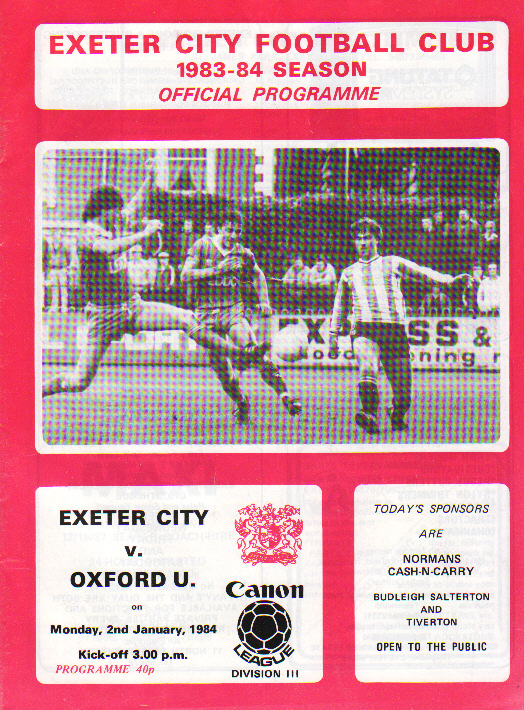 EXETER CITY FOOTBALL CLUB
1983-84 SEASON
OFFICIAL PROGRAMME
SS &
ening
EXETER CITY
v.
OXFORD U.
on
Monday, 2nd January, 1984
Kick-off 3.00 p.m.
PROGRAMME 40p
Canon
LEAGUE
DIVISION III
TODAY'S SPONSORS
ARE
NORMANS
CASH-N-CARRY
BUDLEIGH SALTERTON
AND
TIVERTON
OPEN TO THE PUBLIC